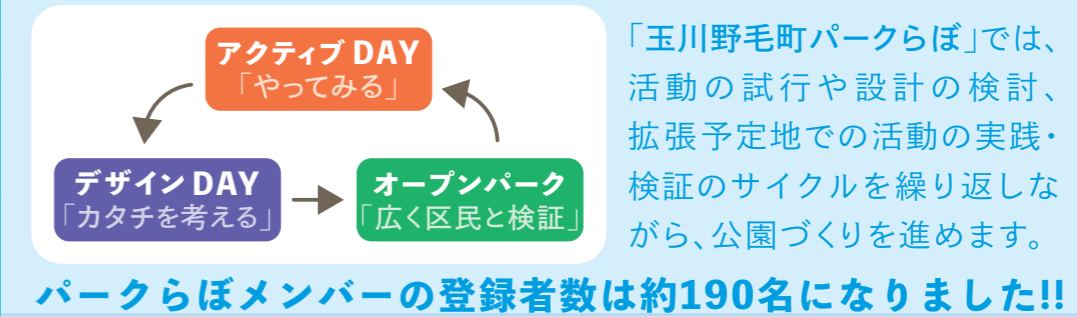 アクティブ DAY
「やってみる」
デザイン DAY
「カタチを考える」
オープンパーク
「広く区民と検証」
「玉川野毛町パークらぼ」では、
活動の試行や設計の検討、
拡張予定地での活動の実践・
検証のサイクルを繰り返しな
がら、公園づくりを進めます。
パークらぼメンバーの登録者数は約190名になりました!!